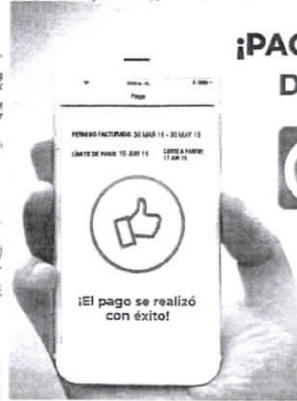 ¡PAG
D
Pago
PERIODO FACTURADO: 30 MAR 15 - 30 MAY 15
LÍMITE DE PAGO: 15 JUN 15
CORTE A PARTIR:
17 JUN 15
¡El pago se realizó
con éxito!